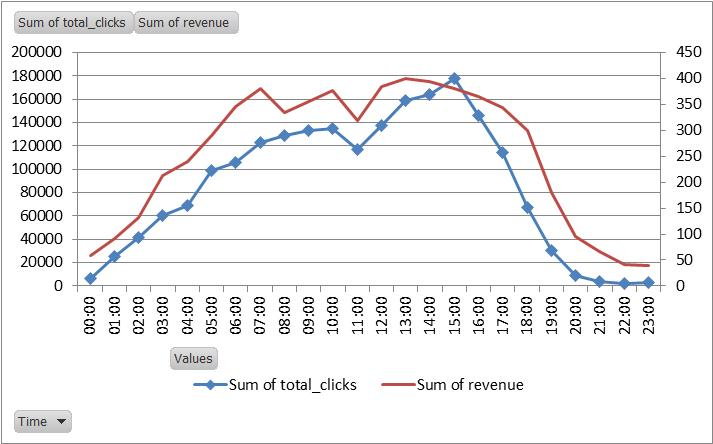 Sum of total_clicks Sum of revenue
200000 450
180000 400
160000 350
140000 300
120000 250
100000 200
80000 150
60000 100
40000 50
20000 0
0
00:00 01:00 02:00 03:00 04:00 05:00 06:00 07:00 08:00 09:00 10:00 11:00 12:00 13:00 14:00 15:00 16:00 17:00 18:00 19:00 20:00 21:00 22:00 23:00
Values
Sum of total_clicks Sum of revenue
Time